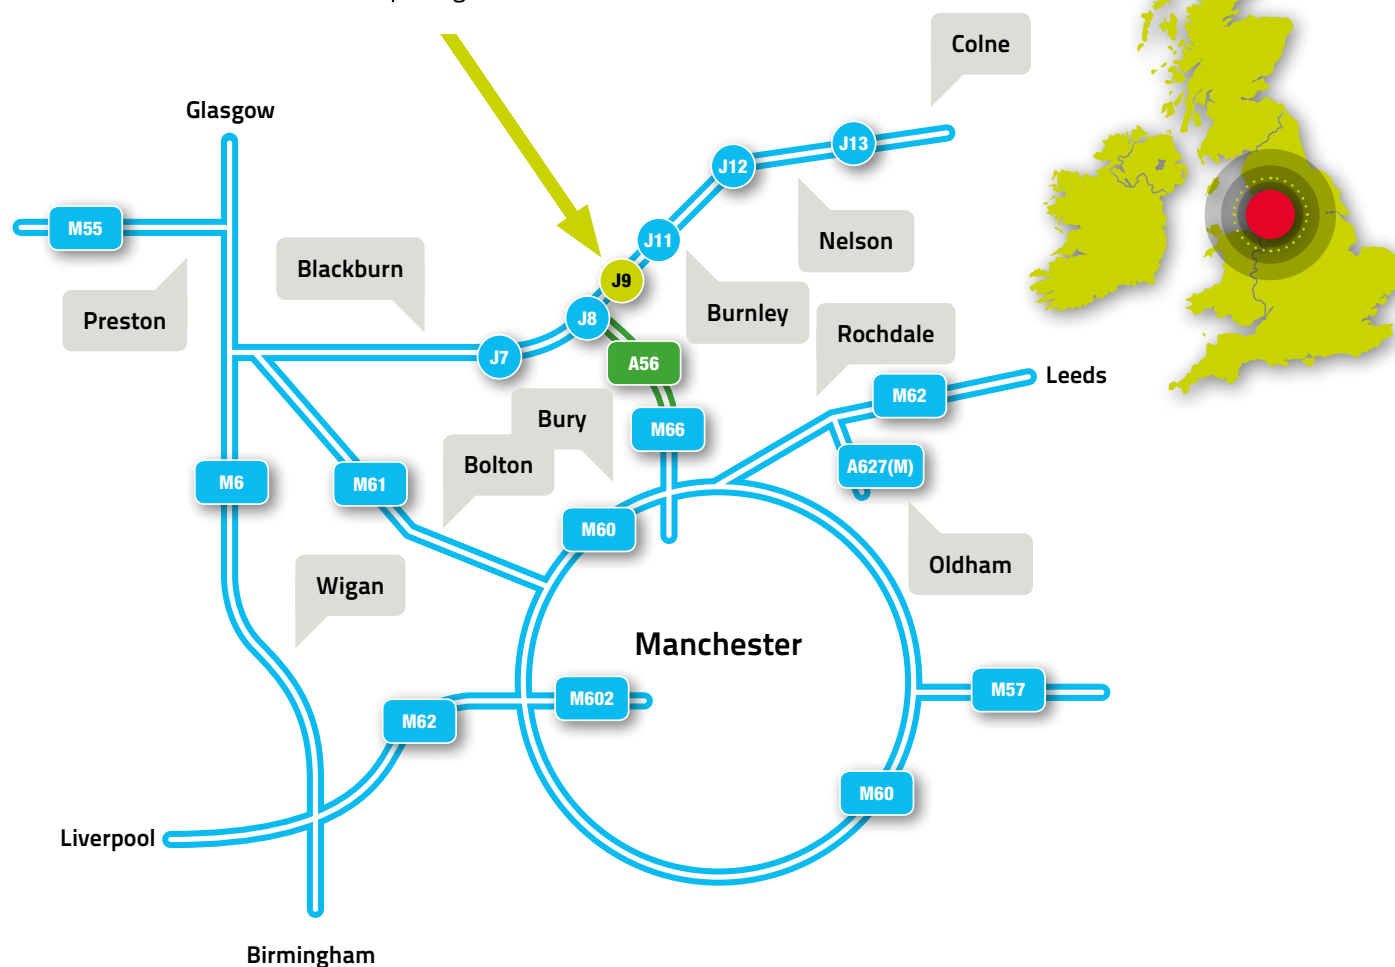 Colne
Glasgow
J13
J12
M55
J11
Nelson
Blackburn
J9
Preston
Burnley
J8
Rochdale
J7
A56
Leeds
M62
Bury
M66
Bolton
A627(M)
M6
M61
M60
Oldham
Wigan
Manchester
M57
M602
M62
M60
Liverpool
Birmingham